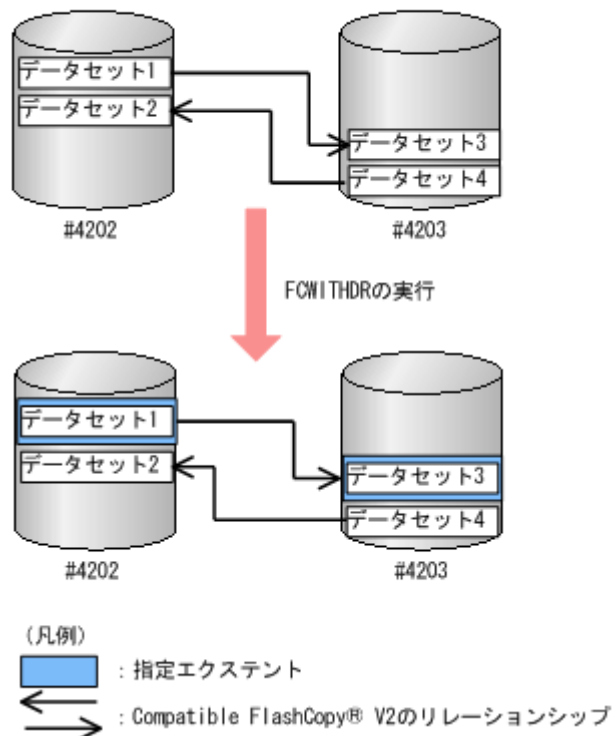 データセット1
データセット2
データセット3
データセット4
#4202
#4203
FCWITHDRの実行
データセット1
データセット2
データセット3
データセット4
#4202
#4203
(凡例)
：指定エクステント
：Compatible FlashCopy® V2のリレーションシップ